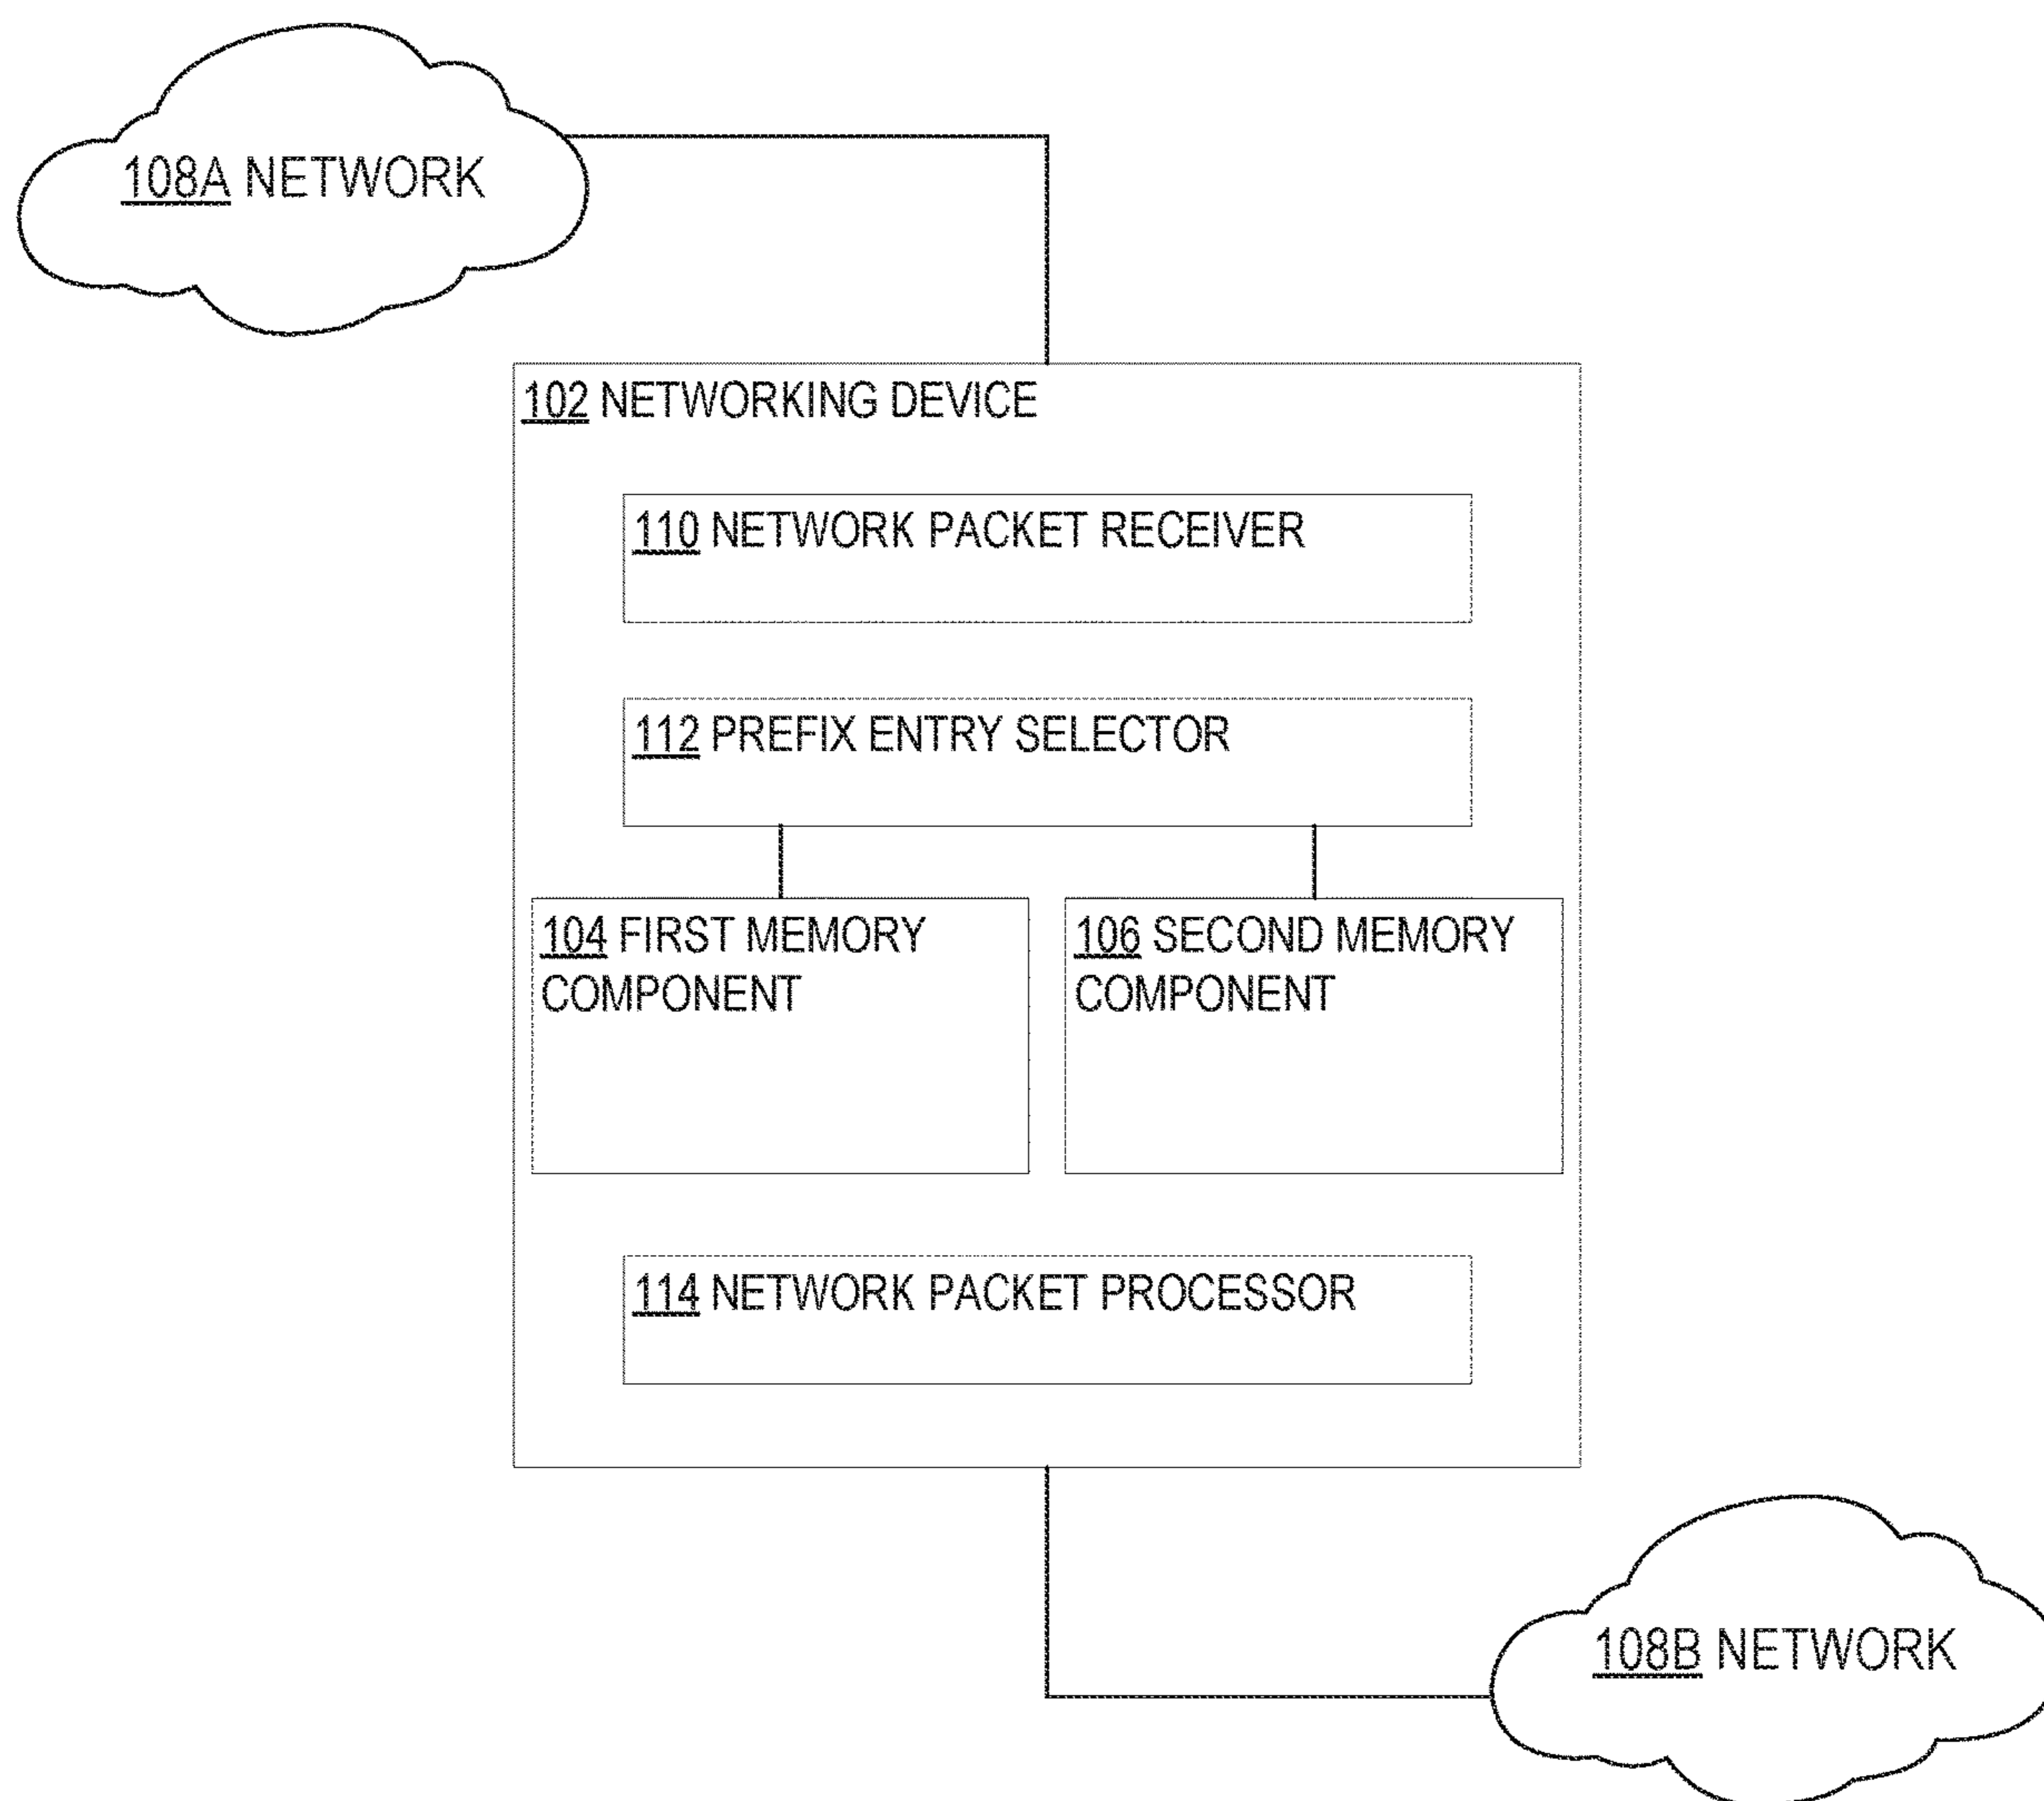 108A NETWORK
102 NETWORKING DEVICE
110 NETWORK PACKET RECEIVER
112 PREFIX ENTRY SELECTOR
104 FIRST MEMORY
COMPONENT
106 SECOND MEMORY
COMPONENT
114 NETWORK PACKET PROCESSOR
108B NETWORK